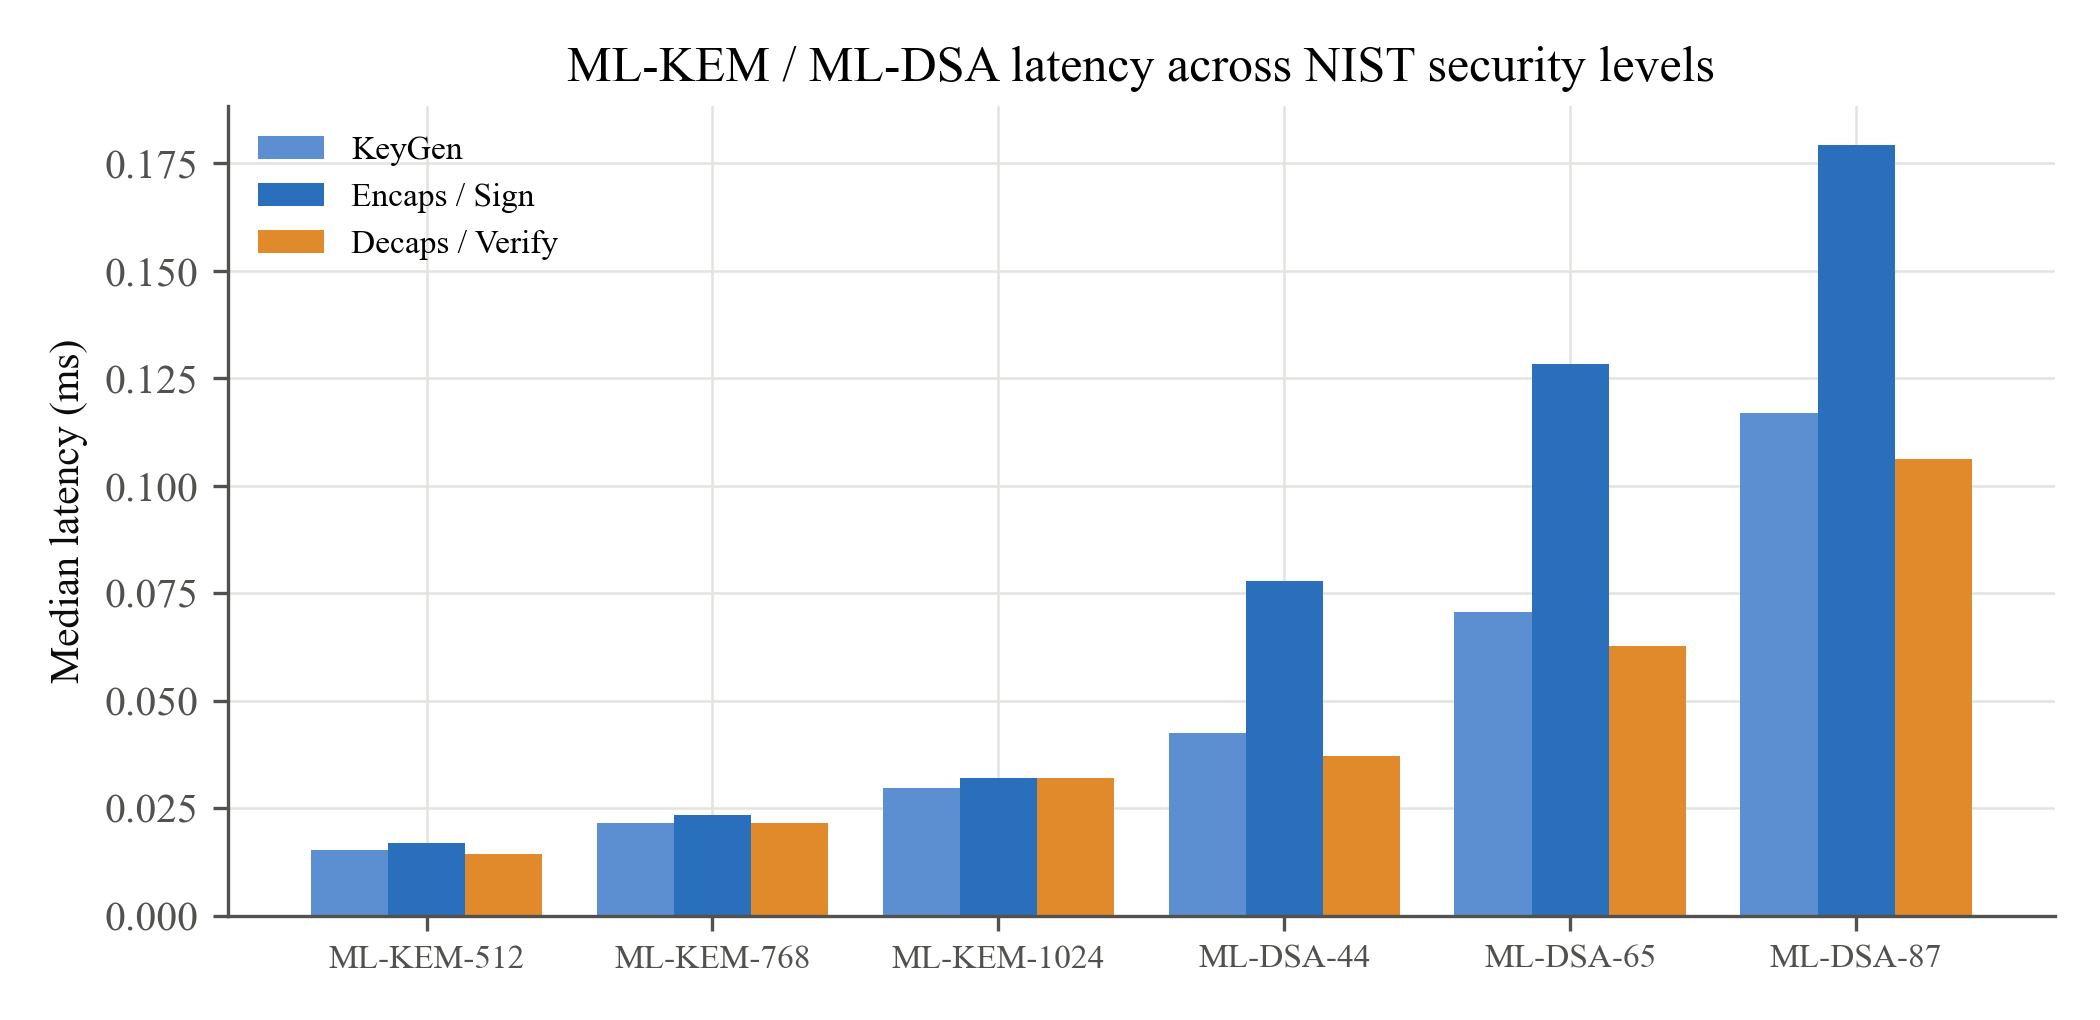 ML-KEM / ML-DSA latency across NIST security levels
KeyGen
Encaps / Sign
Decaps / Verify
Median latency (ms)
0.175
0.150
0.125
0.100
0.075
0.050
0.025
0.000
ML-KEM-512
ML-KEM-768
ML-KEM-1024
ML-DSA-44
ML-DSA-65
ML-DSA-87